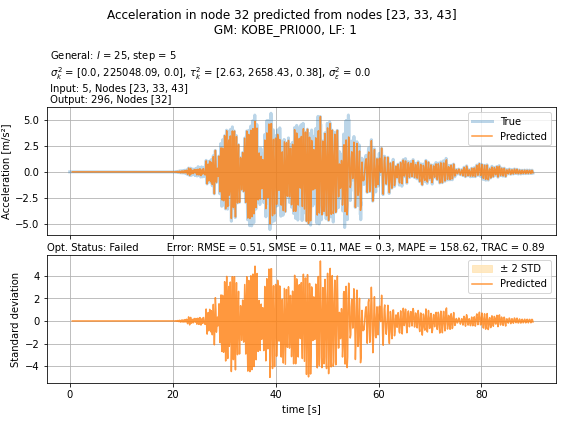 Acceleration in node 32 predicted from nodes [23, 33, 43]
GM: KOBE_PRI000, LF: 1
General: l = 25, step = 5
σ²ₖ = [0.0, 225048.09, 0.0], τ²ₖ = [2.63, 2658.43, 0.38], σ²ᵣ = 0.0
Input: 5, Nodes [23, 33, 43]
Output: 296, Nodes [32]
Acceleration [m/s²]
5.0
2.5
0.0
−2.5
−5.0
True
Predicted
Opt. Status: Failed Error: RMSE = 0.51, SMSE = 0.11, MAE = 0.3, MAPE = 158.62, TRAC = 0.89
Standard deviation
4
2
0
−2
−4
± 2 STD
Predicted
0 20 40 60 80
time [s]